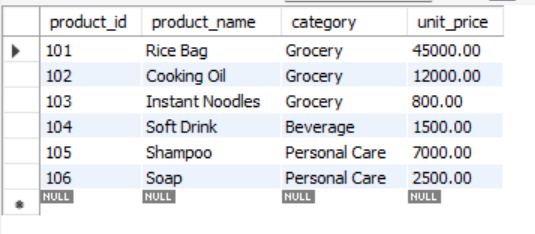 product_id product_name category unit_price
101 Rice Bag Grocery 45000.00
102 Cooking Oil Grocery 12000.00
103 Instant Noodles Grocery 800.00
104 Soft Drink Beverage 1500.00
105 Shampoo Personal Care 7000.00
106 Soap Personal Care 2500.00
NULL NULL NULL NULL